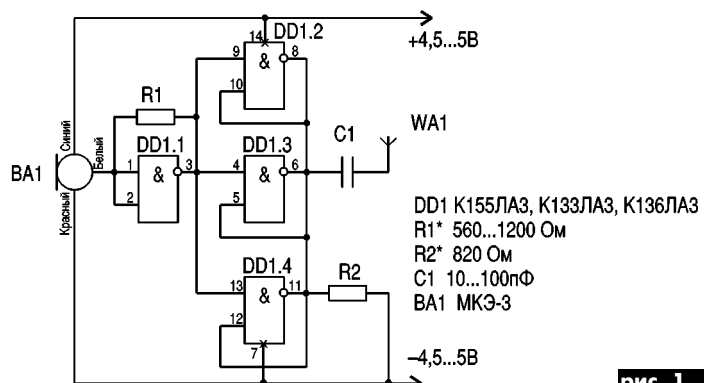 14
DD1.2
+4,5...5В
9
8
&
10
R1
Синий
Белый
C1
WA1
DD1.1
DD1.3
BA1
1
3
4
6
&
&
2
5
Красный
DD1 К155ЛА3, К133ЛА3, К136ЛА3
R1* 560...1200 Ом
R2* 820 Ом
C1 10...100пФ
BA1 МКЭ-3
DD1.4
R2
13
11
&
12
7
–4,5...5В
рис. 1